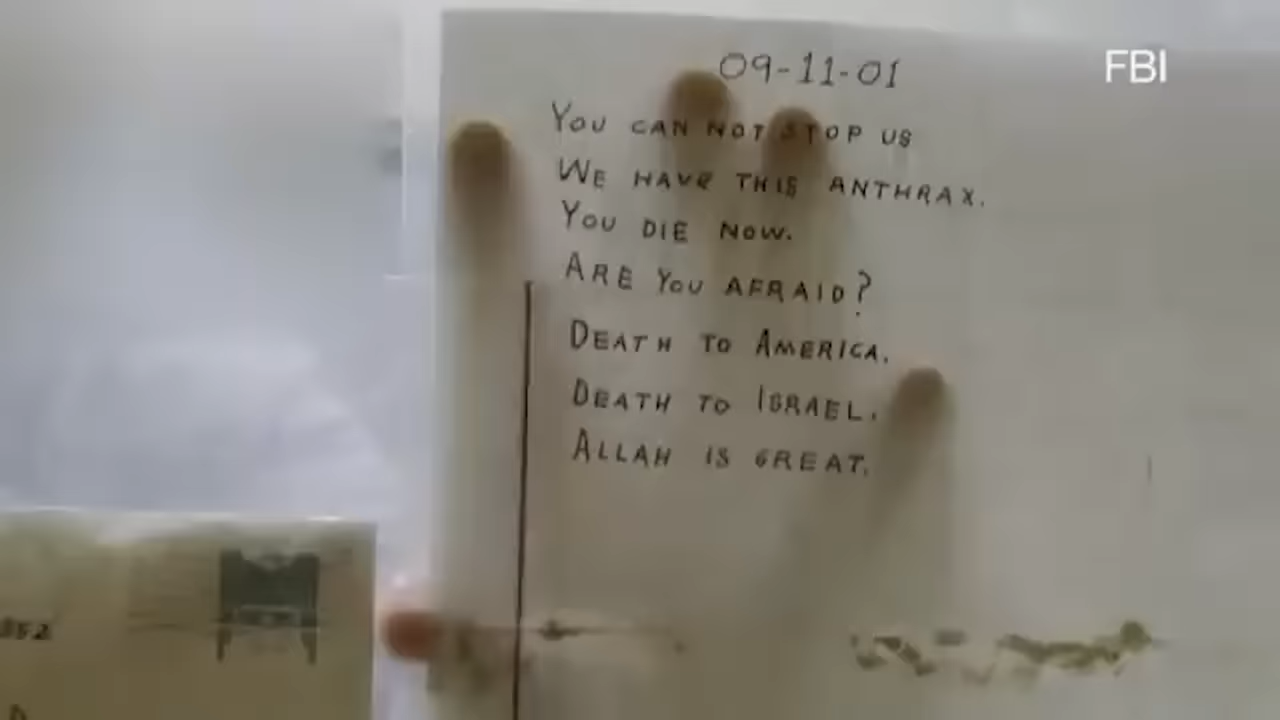 FBI
09-11-01
YOU CAN NOT STOP US
WE HAVE THIS ANTHRAX.
YOU DIE NOW.
ARE YOU AFRAID?
DEATH TO AMERICA.
DEATH TO ISRAEL.
ALLAH IS GREAT.